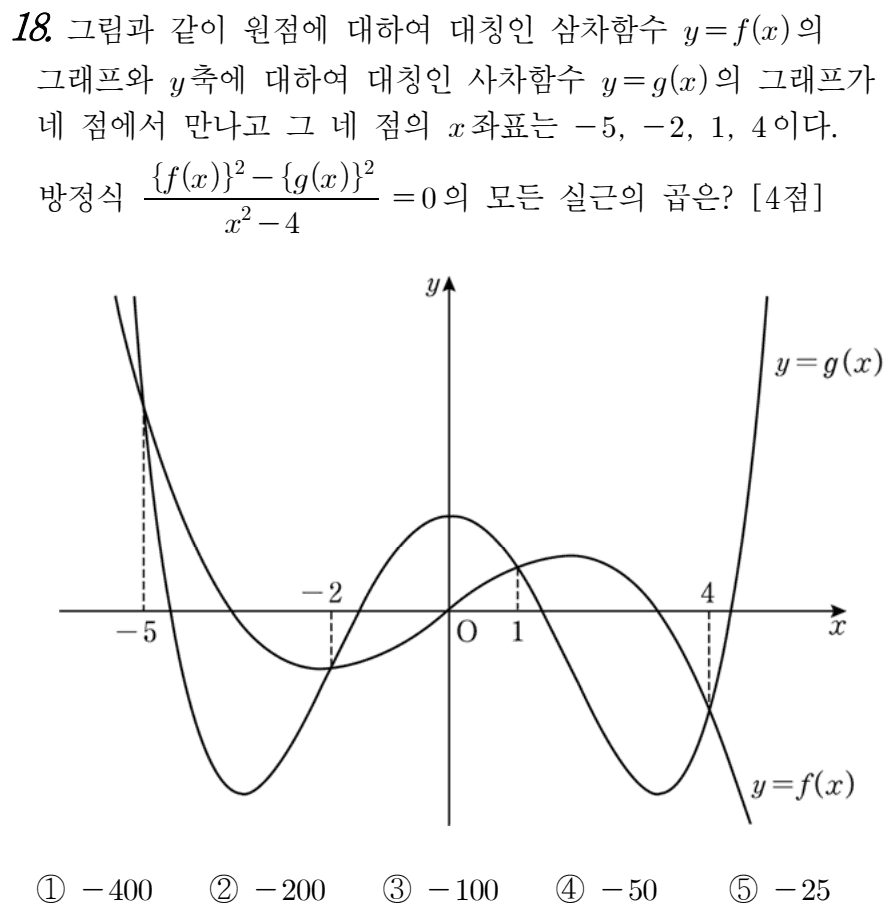 18. 그림과 같이 원점에 대하여 대칭인 삼차함수 y=f(x)의
그래프와 y축에 대하여 대칭인 사차함수 y=g(x)의 그래프가
네 점에서 만나고 그 네 점의 x좌표는 -5, -2, 1, 4이다.
방정식 \frac{\{f(x)\}^2-\{g(x)\}^2}{x^2-4}=0의 모든 실근의 곱은? [4점]
y
y=g(x)
-2 4
-5 O 1 x
y=f(x)
① -400 ② -200 ③ -100 ④ -50 ⑤ -25